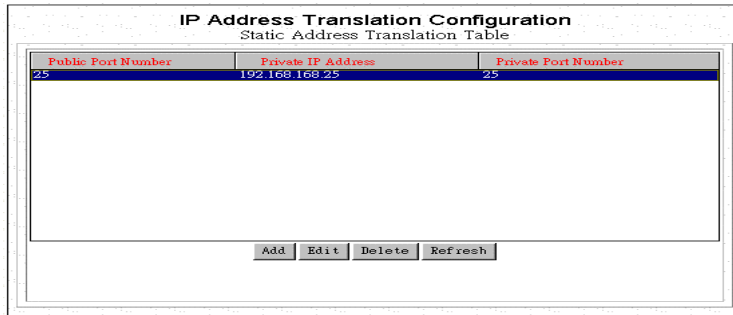 IP Address Translation Configuration
Static Address Translation Table
Public Port Number Private IP Address Private Port Number
25 192.168.168.25 25
Add Edit Delete Refresh